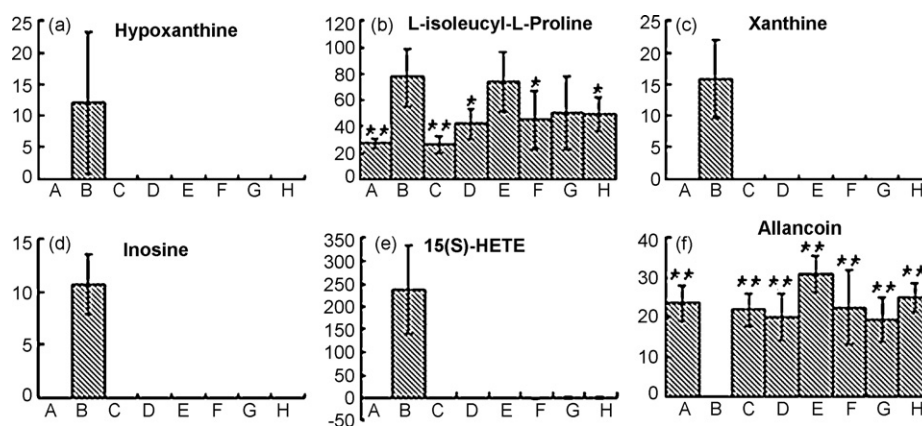 (a) Hypoxanthine
25
20
15
10
5
0
A B C D E F G H
(b) L-isoleucyl-L-Proline
100
80
60
40
20
0
** ** * * *
A B C D E F G H
(c) Xanthine
25
20
15
10
5
0
A B C D E F G H
(d) Inosine
15
10
5
0
A B C D E F G H
(e) 15(S)-HETE
350
300
250
200
150
100
50
0
-50
A B C D E F G H
(f) Allancoin
40
30
20
10
0
** ** ** ** ** ** **
A B C D E F G H